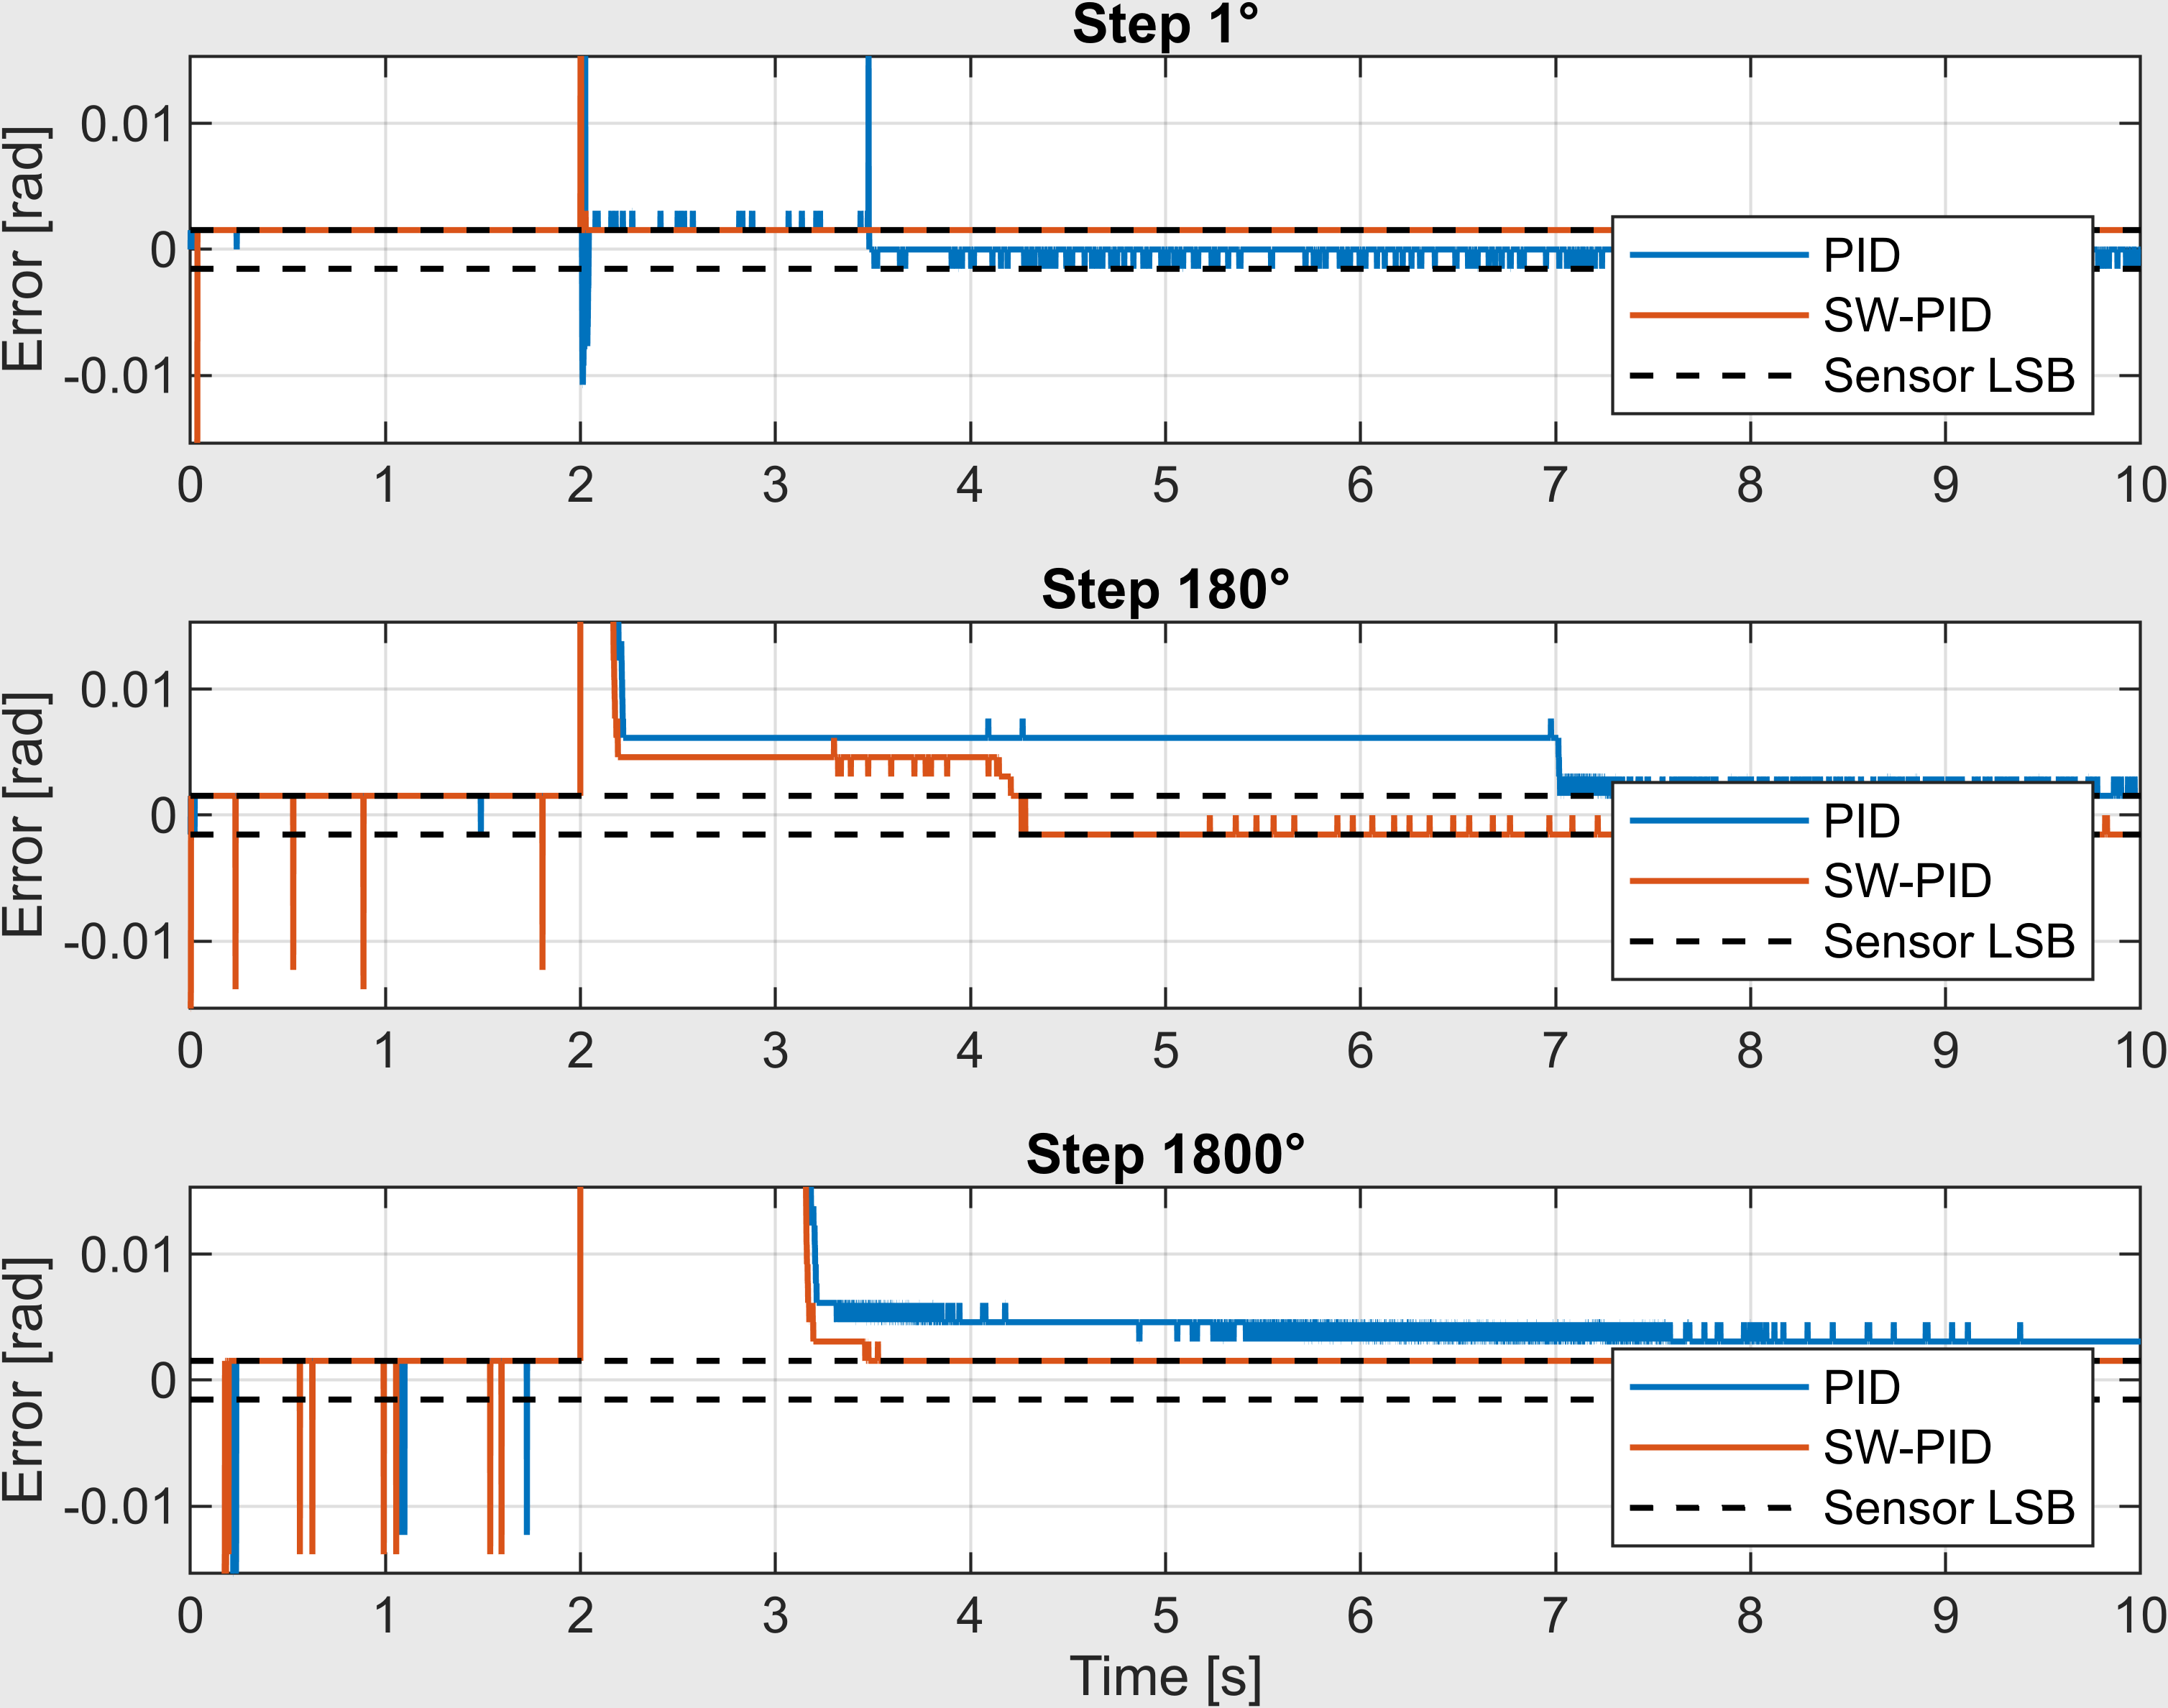 Step 1°
Error [rad]
0.01
0
-0.01
0 1 2 3 4 5 6 7 8 9 10
PID
SW-PID
Sensor LSB
Step 180°
Error [rad]
0.01
0
-0.01
0 1 2 3 4 5 6 7 8 9 10
PID
SW-PID
Sensor LSB
Step 1800°
Error [rad]
0.01
0
-0.01
0 1 2 3 4 5 6 7 8 9 10
PID
SW-PID
Sensor LSB
Time [s]